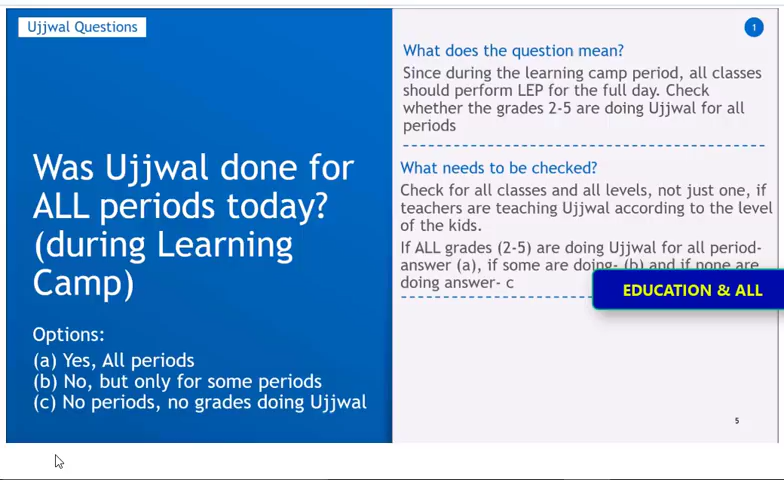 Ujjwal Questions
Was Ujjwal done for
ALL periods today?
(during Learning
Camp)
Options:
(a) Yes, All periods
(b) No, but only for some periods
(c) No periods, no grades doing Ujjwal
1
What does the question mean?
Since during the learning camp period, all classes
should perform LEP for the full day. Check
whether the grades 2-5 are doing Ujjwal for all
periods
What needs to be checked?
Check for all classes and all levels, not just one, if
teachers are teaching Ujjwal according to the level
of the kids.
If ALL grades (2-5) are doing Ujjwal for all period-
answer (a), if some are doing- (b) and if none are
doing answer- c
EDUCATION & ALL
5